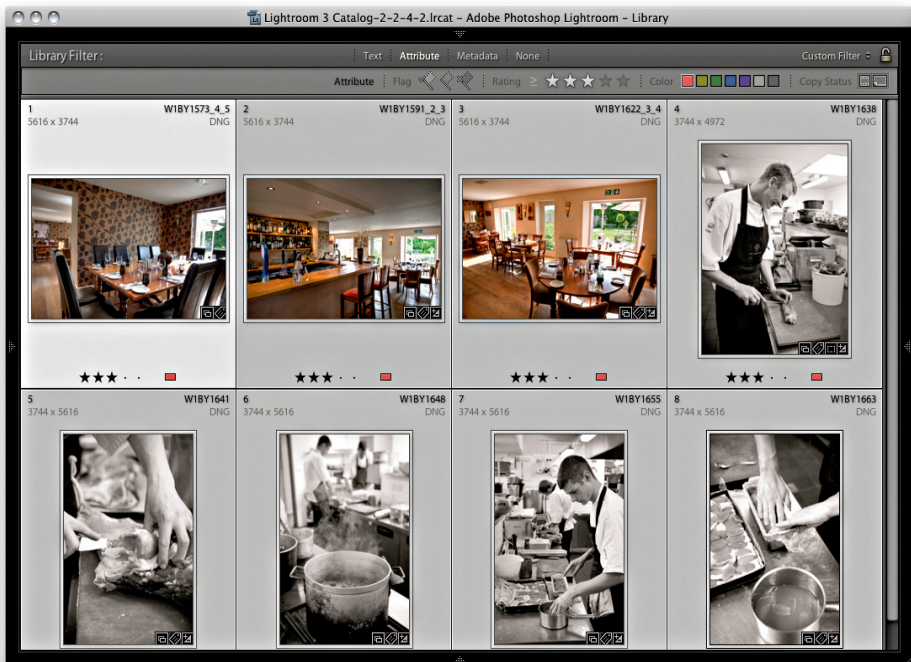 Lightroom 3 Catalog-2-2-4-2.lrcat - Adobe Photoshop Lightroom - Library
Library Filter : Text Attribute Metadata None Custom Filter
Attribute Flag Rating ≥ Color Copy Status
1 W1BY1573_4_5
5616 x 3744 DNG
2 W1BY1591_2_3
5616 x 3744 DNG
3 W1BY1622_3_4
5616 x 3744 DNG
4 W1BY1638
3744 x 4972 DNG
5 W1BY1641
3744 x 5616 DNG
6 W1BY1648
3744 x 5616 DNG
7 W1BY1655
3744 x 5616 DNG
8 W1BY1663
3744 x 5616 DNG